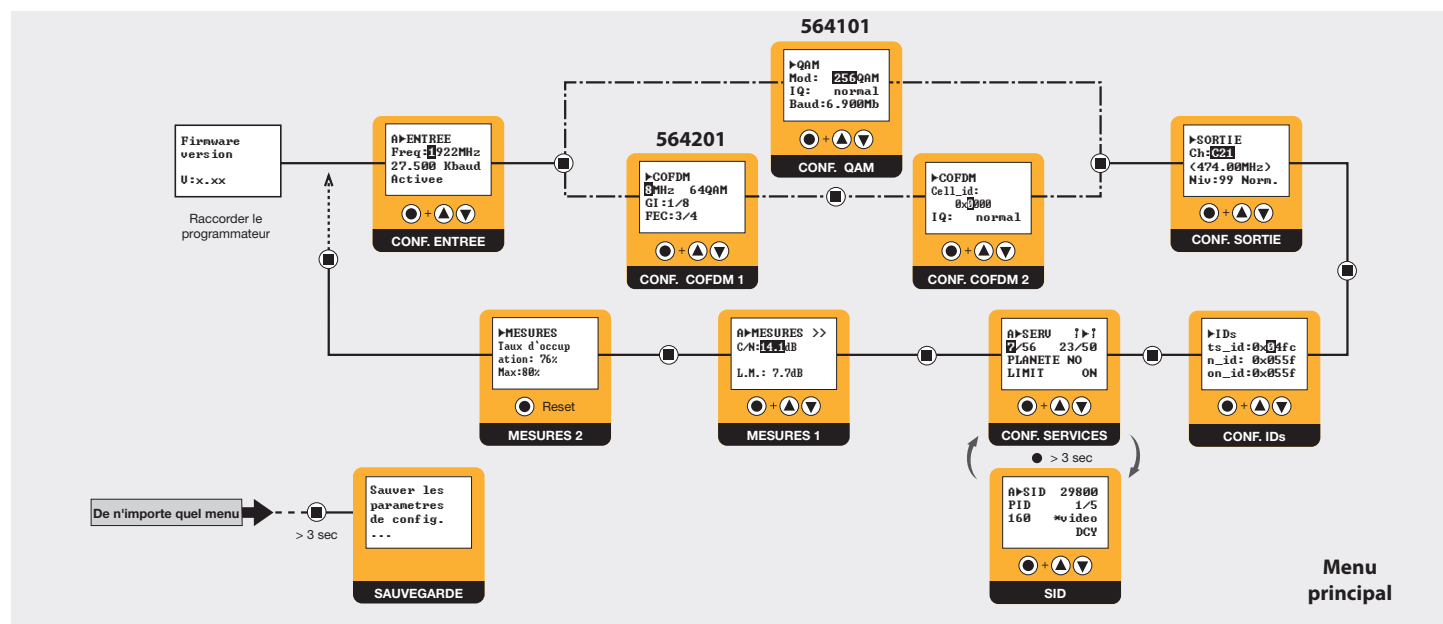 564101
►QAM
Mod: 256QAM
IQ: normal
Baud:6.900Mb
+
CONF. QAM
Firmware
version
V:x.xx
Raccorder le
programmateur
A►ENTREE
Freq:1922MHz
27.500 Kbaud
Activee
+
CONF. ENTREE
564201
►COFDM
8MHz 64QAM
GI:1/8
FEC:3/4
+
CONF. COFDM 1
►COFDM
Cell_id:
0x0000
IQ: normal
+
CONF. COFDM 2
►SORTIE
Ch:C21
(474.00MHz)
Niv:99 Norm.
+
CONF. SORTIE
►MESURES
Taux d'occup
ation: 76%
Max:80%
Reset
MESURES 2
A►MESURES >>
C/N:14.1dB
L.M.: 7.7dB
+
MESURES 1
A►SERV
7/56 23/50
PLANETE NO
LIMIT ON
+
CONF. SERVICES
> 3 sec
►IDs
ts_id:0x04fc
n_id: 0x055f
on_id:0x055f
+
CONF. IDs
De n'importe quel menu
> 3 sec
Sauver les
parametres
de config.
...
SAUVEGARDE
A►SID 29800
PID 1/5
160 *video
DCY
+
SID
Menu
principal